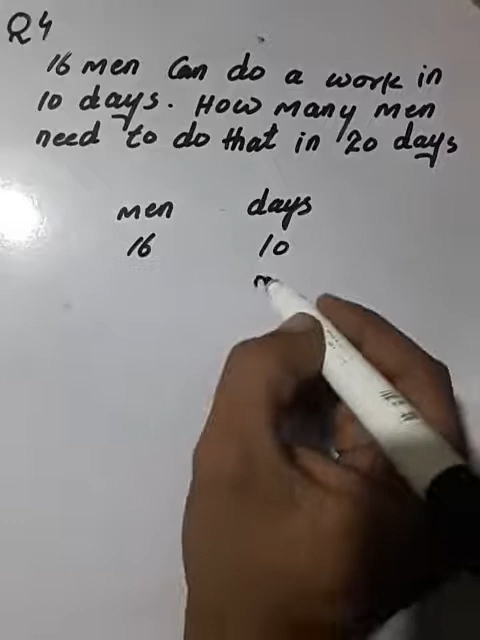 Q4
16 men Can do a work in
10 days. How many men
need to do that in 20 days
men days
16 10